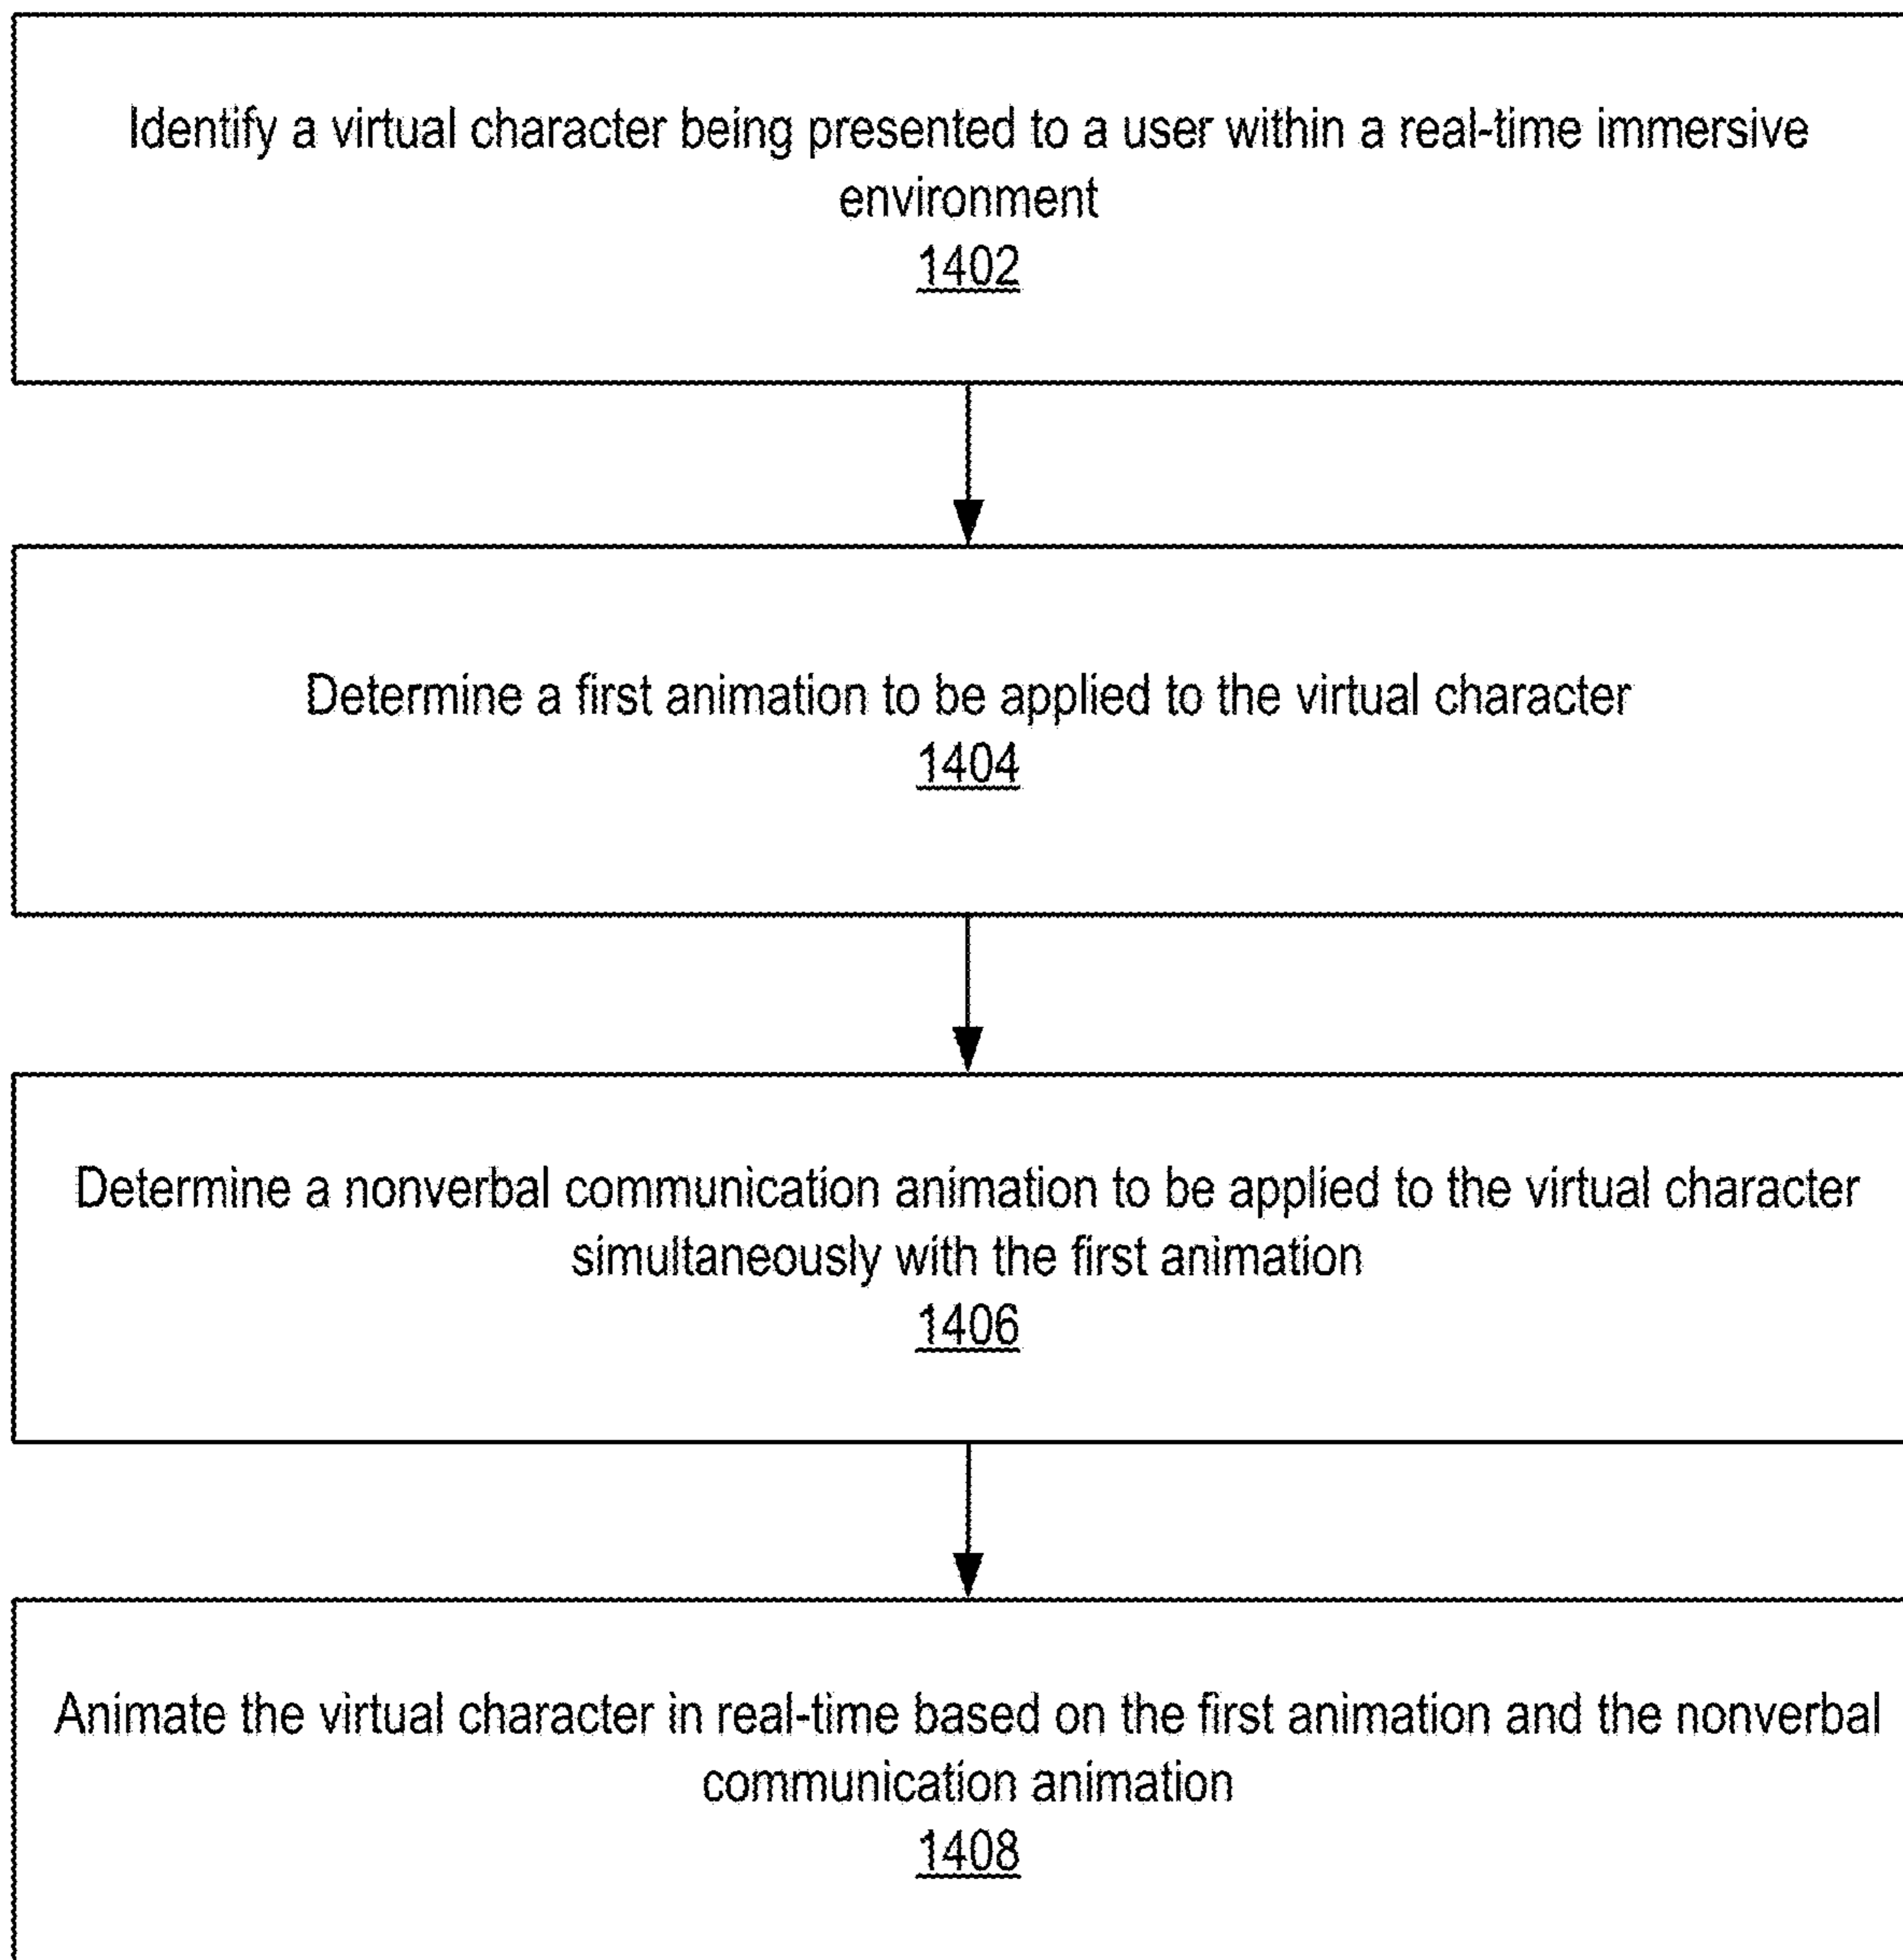 Identify a virtual character being presented to a user within a real-time immersive
environment
1402
Determine a first animation to be applied to the virtual character
1404
Determine a nonverbal communication animation to be applied to the virtual character
simultaneously with the first animation
1406
Animate the virtual character in real-time based on the first animation and the nonverbal
communication animation
1408